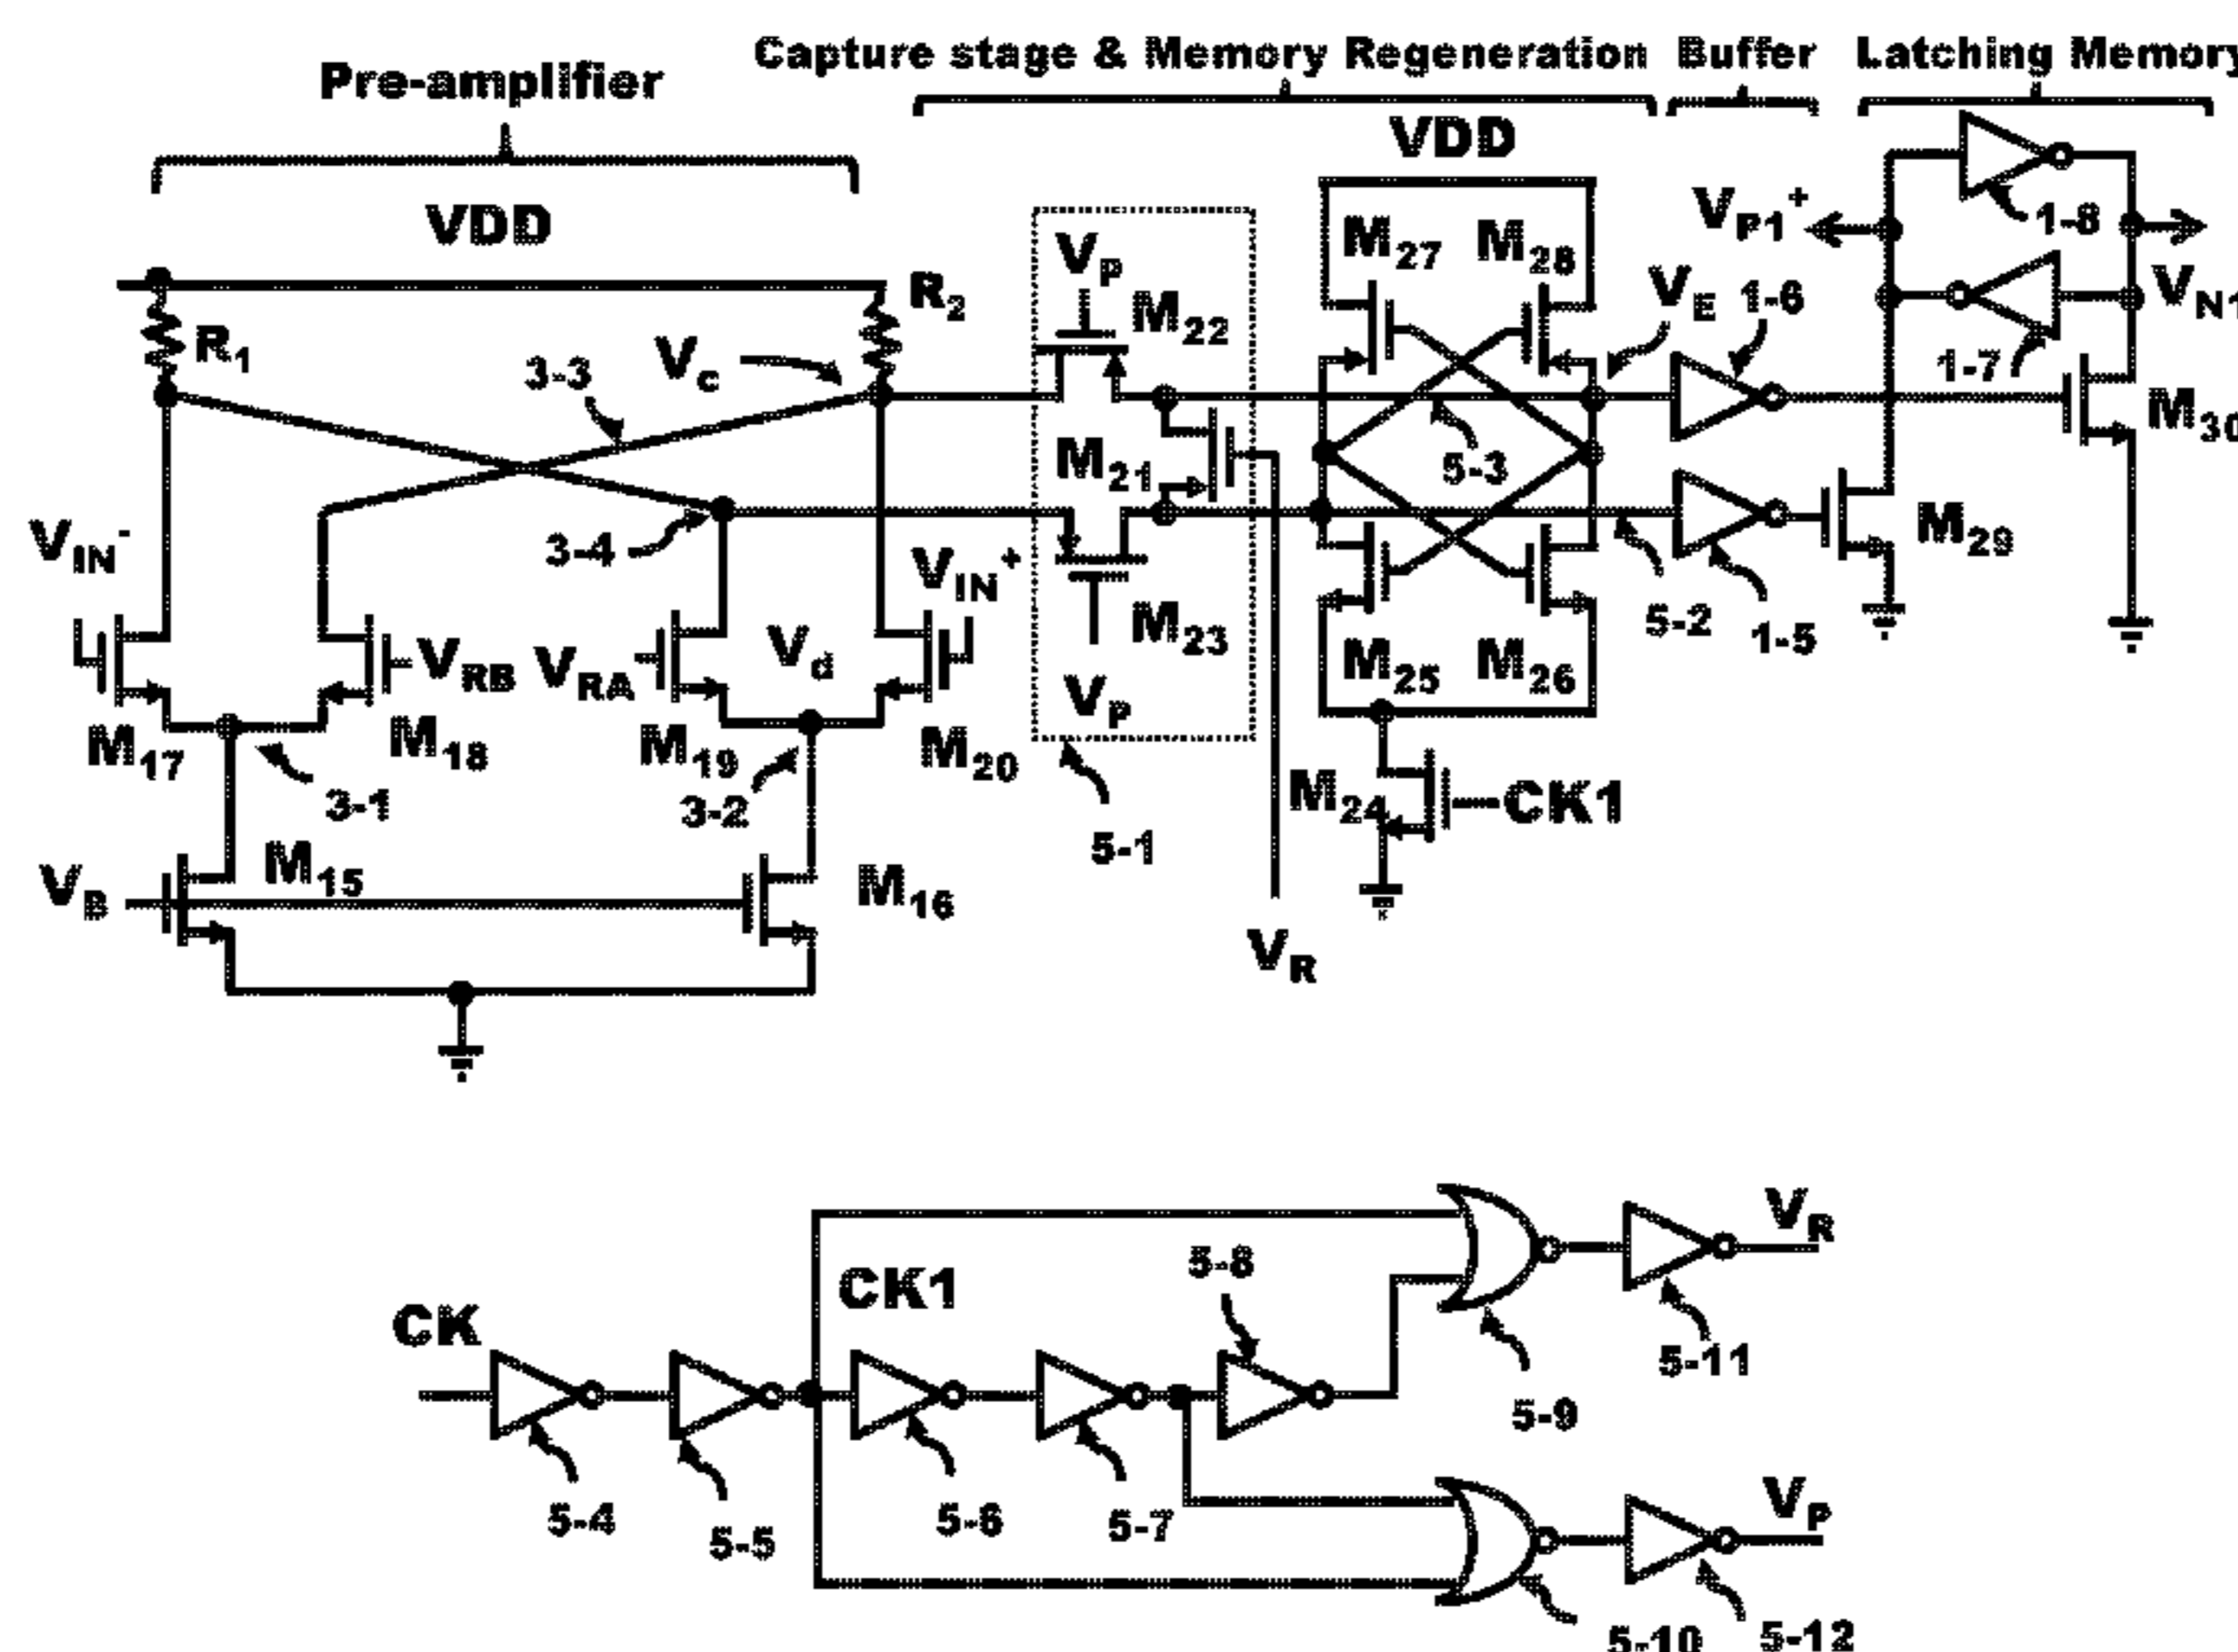 Pre-amplifier
Capture stage & Memory Regeneration
Buffer
Latching Memory
VDD
VDD
R1
R2
3-3
VC
3-4
VIN-
VIN+
VRB
VRA
Vd
M17
M18
M19
M20
3-1
3-2
VB
M15
M16
VP
M22
M21
M23
VP
5-1
VR
M27
M28
VE
1-6
5-3
M25
M26
5-2
1-5
M24
CK1
VP1+
1-8
1-7
VN1
M30
M29
CK
CK1
5-4
5-5
5-6
5-7
5-8
5-9
5-10
5-11
5-12
VR
VP